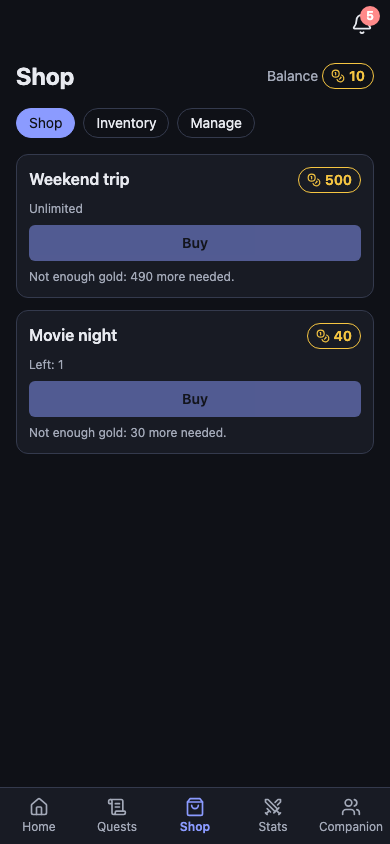 5
Shop
Balance 10
Shop Inventory Manage
Weekend trip 500
Unlimited
Buy
Not enough gold: 490 more needed.
Movie night 40
Left: 1
Buy
Not enough gold: 30 more needed.
Home Quests Shop Stats Companion